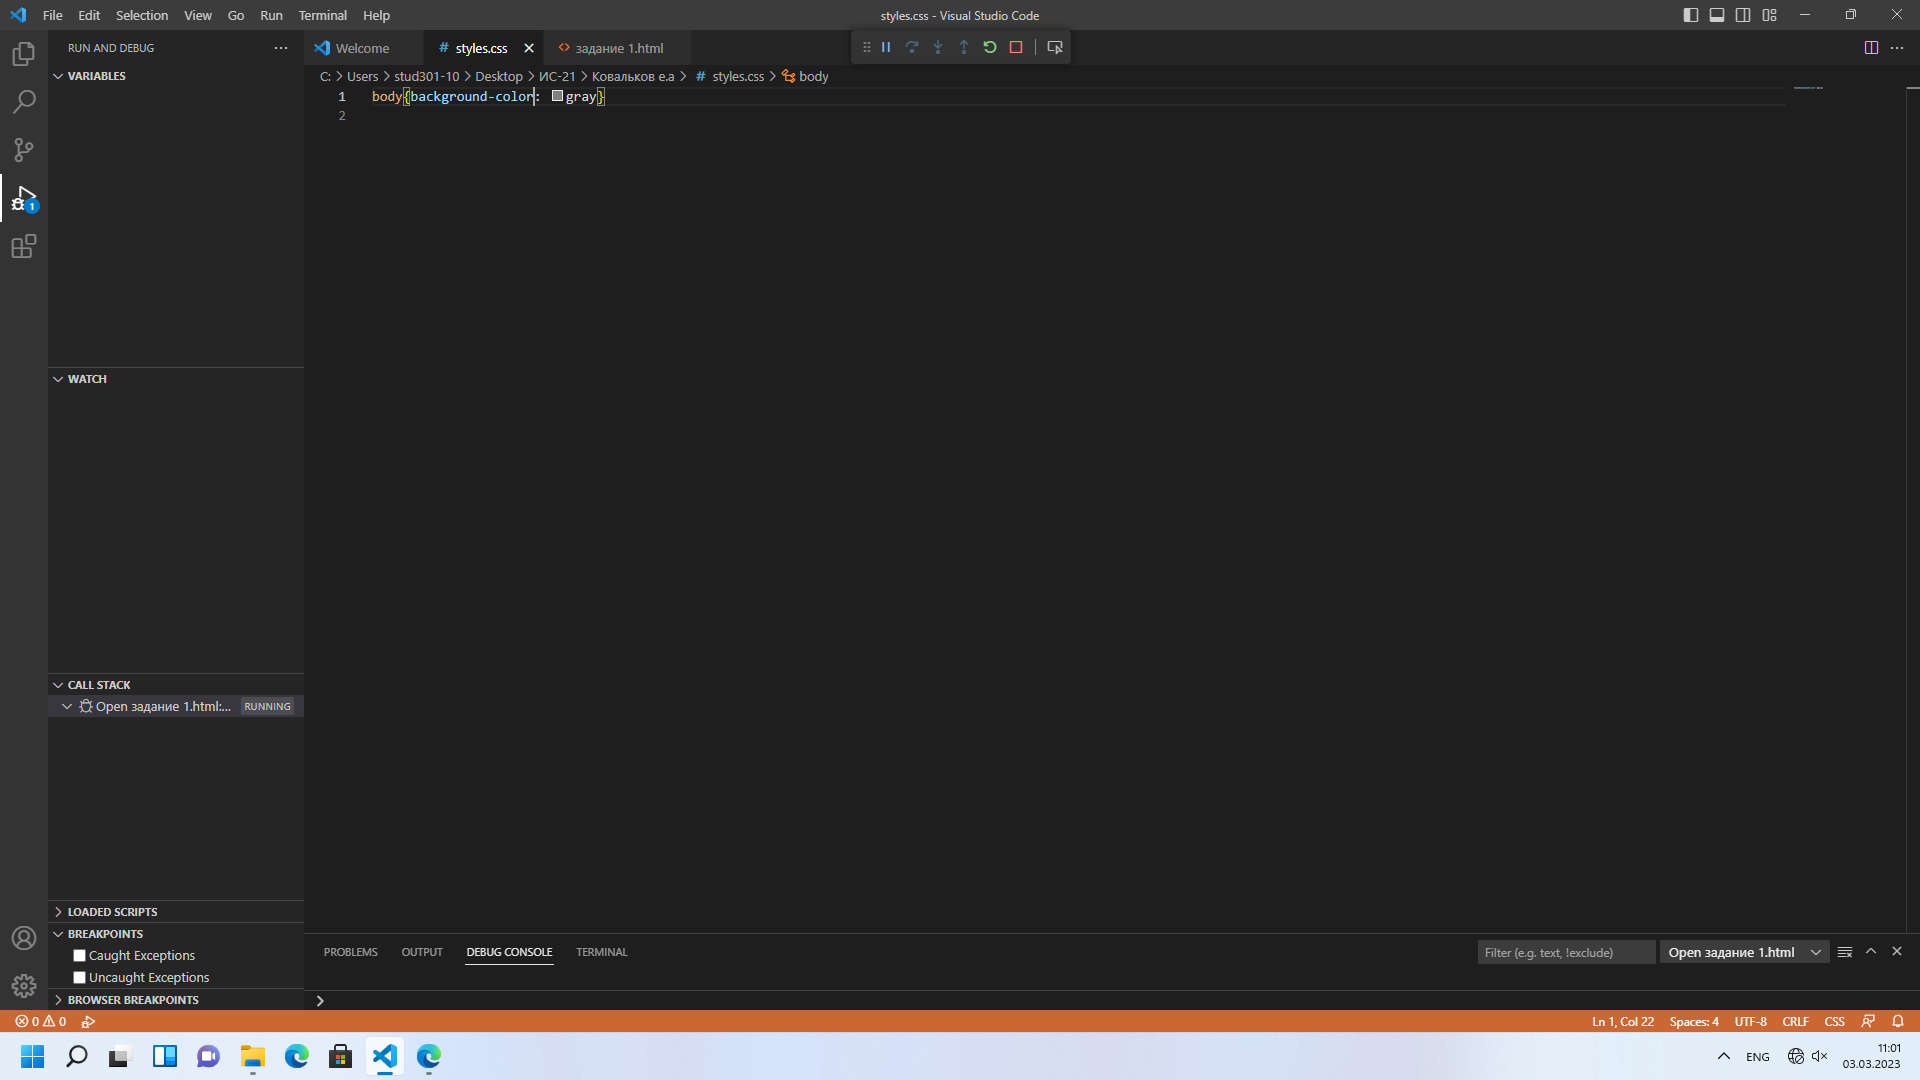 File Edit Selection View Go Run Terminal Help
styles.css - Visual Studio Code
RUN AND DEBUG
Welcome
# styles.css
<> задание 1.html
VARIABLES
C: > Users > stud301-10 > Desktop > ИС-21 > Ковальков е.а > # styles.css > body
1 body{background-color: gray}
2
1
WATCH
CALL STACK
Open задание 1.html:... RUNNING
LOADED SCRIPTS
BREAKPOINTS
Caught Exceptions
Uncaught Exceptions
BROWSER BREAKPOINTS
PROBLEMS OUTPUT DEBUG CONSOLE TERMINAL
Filter (e.g. text, !exclude)
Open задание 1.html
0 0
Ln 1, Col 22 Spaces: 4 UTF-8 CRLF CSS
ENG
11:01
03.03.2023